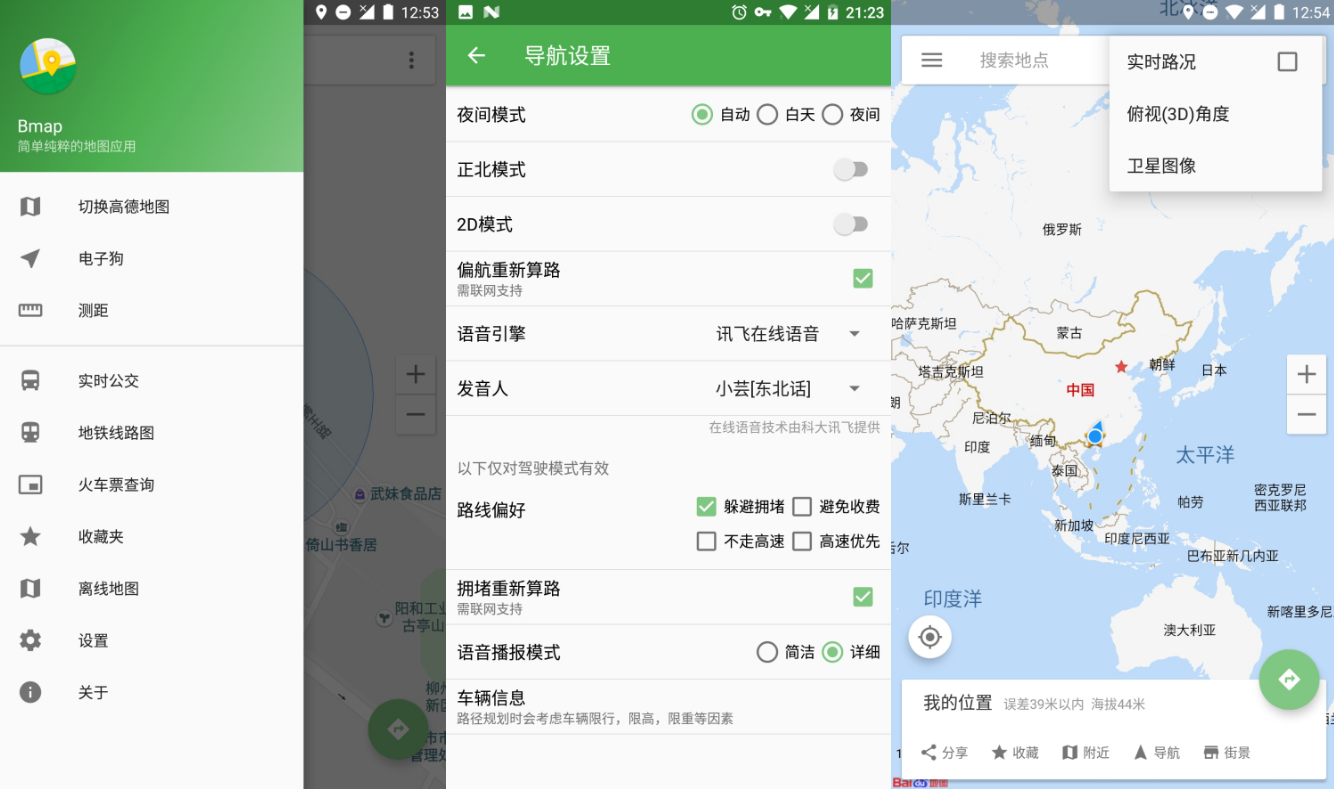 12:53
Bmap
简单纯粹的地图应用
切换高德地图
电子狗
测距
实时公交
地铁线路图
火车票查询
收藏夹
离线地图
设置
关于
武妹食品店
倚山书香居
阳和工业
古亭山
柳州
新区
市市
管理处
21:23
导航设置
夜间模式 自动 白天 夜间
正北模式
2D模式
偏航重新算路
需联网支持
语音引擎 讯飞在线语音
发音人 小芸[东北话]
在线语音技术由科大讯飞提供
以下仅对驾驶模式有效
路线偏好 躲避拥堵 避免收费
不走高速 高速优先
拥堵重新算路
需联网支持
语音播报模式 简洁 详细
车辆信息
路径规划时会考虑车辆限行，限高，限重等因素
12:54
北冰洋
搜索地点
实时路况
俯视(3D)角度
卫星图像
俄罗斯
哈萨克斯坦
蒙古
塔吉克斯坦
朝鲜
日本
中国
尼泊尔
印度
缅甸
泰国
太平洋
斯里兰卡
帕劳
密克罗尼
西亚联邦
新加坡
印度尼西亚
巴布亚新几内亚
印度洋
新喀里多尼
澳大利亚
我的位置 误差39米以内 海拔44米
分享 收藏 附近 导航 街景
Bai du 地图